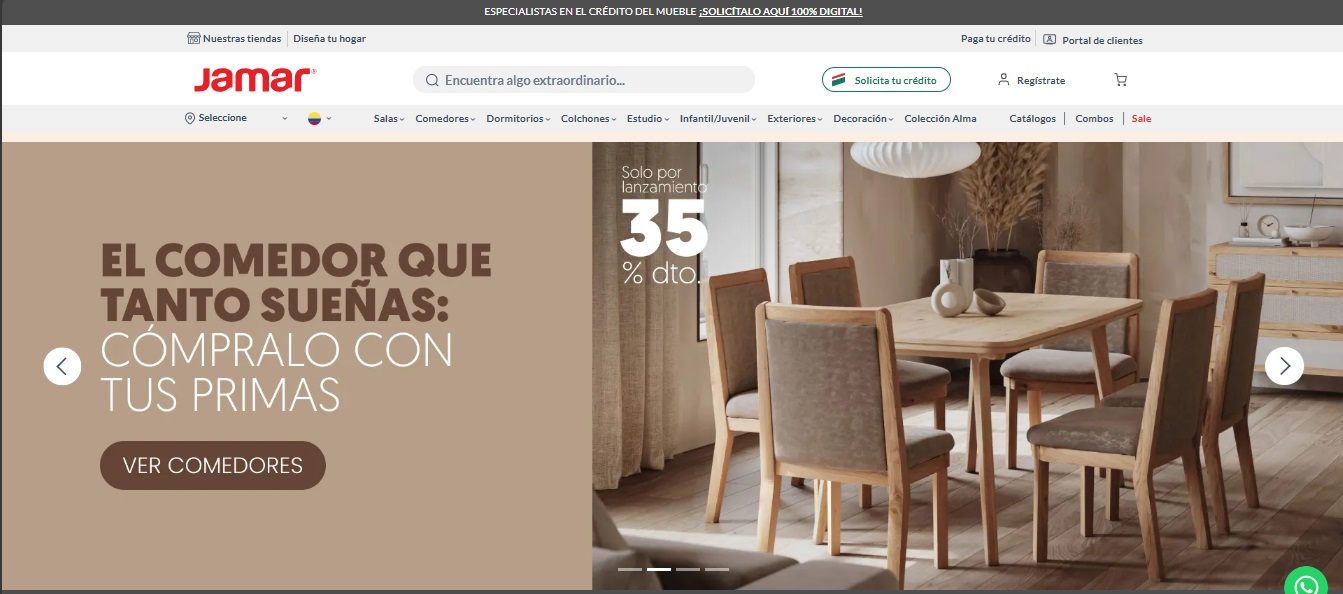 ESPECIALISTAS EN EL CRÉDITO DEL MUEBLE ¡SOLICÍTALO AQUÍ 100% DIGITAL!
Nuestras tiendas Diseña tu hogar Paga tu crédito Portal de clientes
Jamar®
Encuentra algo extraordinario...
Solicita tu crédito
Regístrate
Seleccione
Salas Comedores Dormitorios Colchones Estudio Infantil/Juvenil Exteriores Decoración Colección Alma Catálogos Combos Sale
EL COMEDOR QUE
TANTO SUEÑAS:
CÓMPRALO CON
TUS PRIMAS
VER COMEDORES
Solo por
lanzamiento
35
% dto.